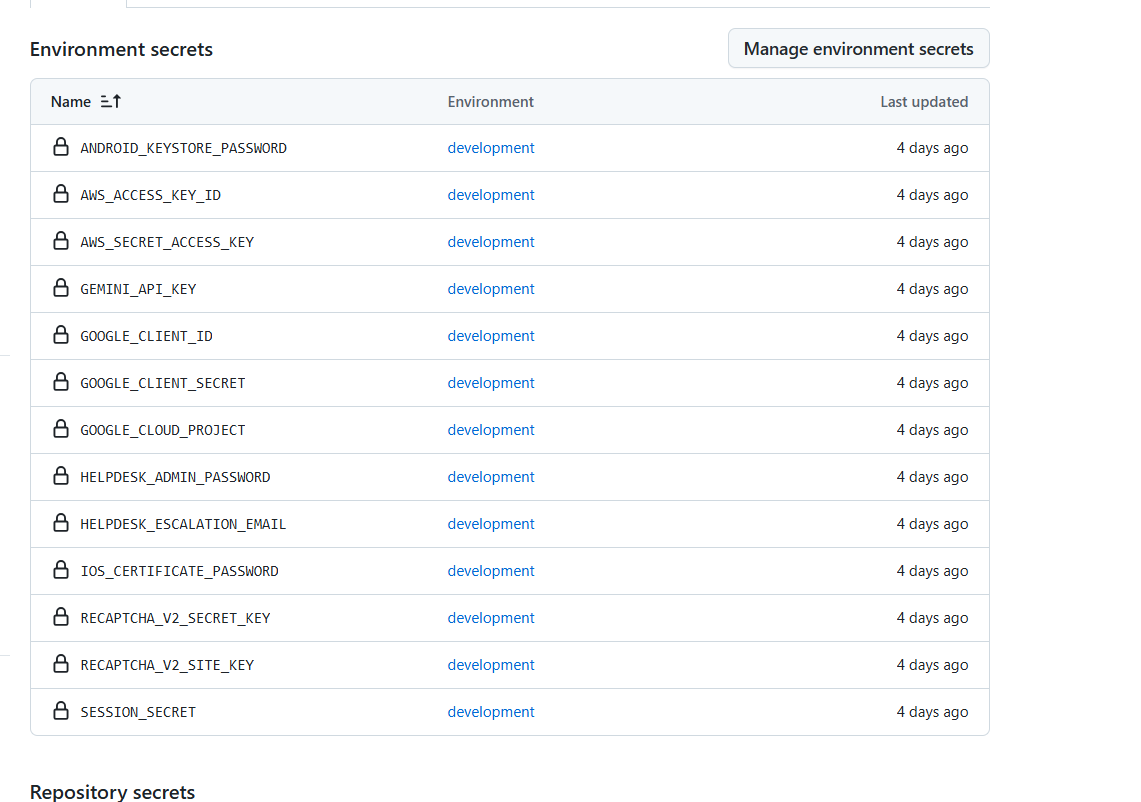 Environment secrets
Manage environment secrets
Name Environment Last updated
ANDROID_KEYSTORE_PASSWORD development 4 days ago
AWS_ACCESS_KEY_ID development 4 days ago
AWS_SECRET_ACCESS_KEY development 4 days ago
GEMINI_API_KEY development 4 days ago
GOOGLE_CLIENT_ID development 4 days ago
GOOGLE_CLIENT_SECRET development 4 days ago
GOOGLE_CLOUD_PROJECT development 4 days ago
HELPDESK_ADMIN_PASSWORD development 4 days ago
HELPDESK_ESCALATION_EMAIL development 4 days ago
IOS_CERTIFICATE_PASSWORD development 4 days ago
RECAPTCHA_V2_SECRET_KEY development 4 days ago
RECAPTCHA_V2_SITE_KEY development 4 days ago
SESSION_SECRET development 4 days ago
Repository secrets